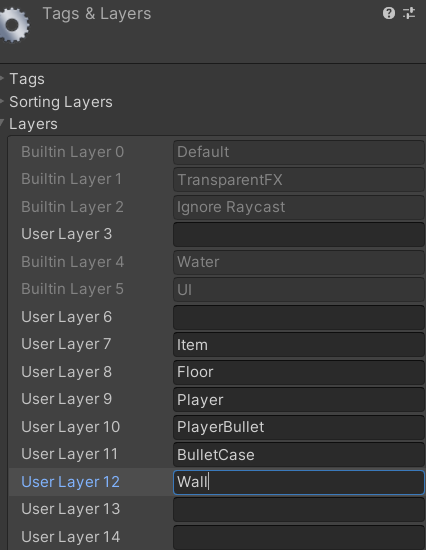 Tags & Layers
Tags
Sorting Layers
Layers
Builtin Layer 0 Default
Builtin Layer 1 TransparentFX
Builtin Layer 2 Ignore Raycast
User Layer 3
Builtin Layer 4 Water
Builtin Layer 5 UI
User Layer 6
User Layer 7 Item
User Layer 8 Floor
User Layer 9 Player
User Layer 10 PlayerBullet
User Layer 11 BulletCase
User Layer 12 Wall
User Layer 13
User Layer 14